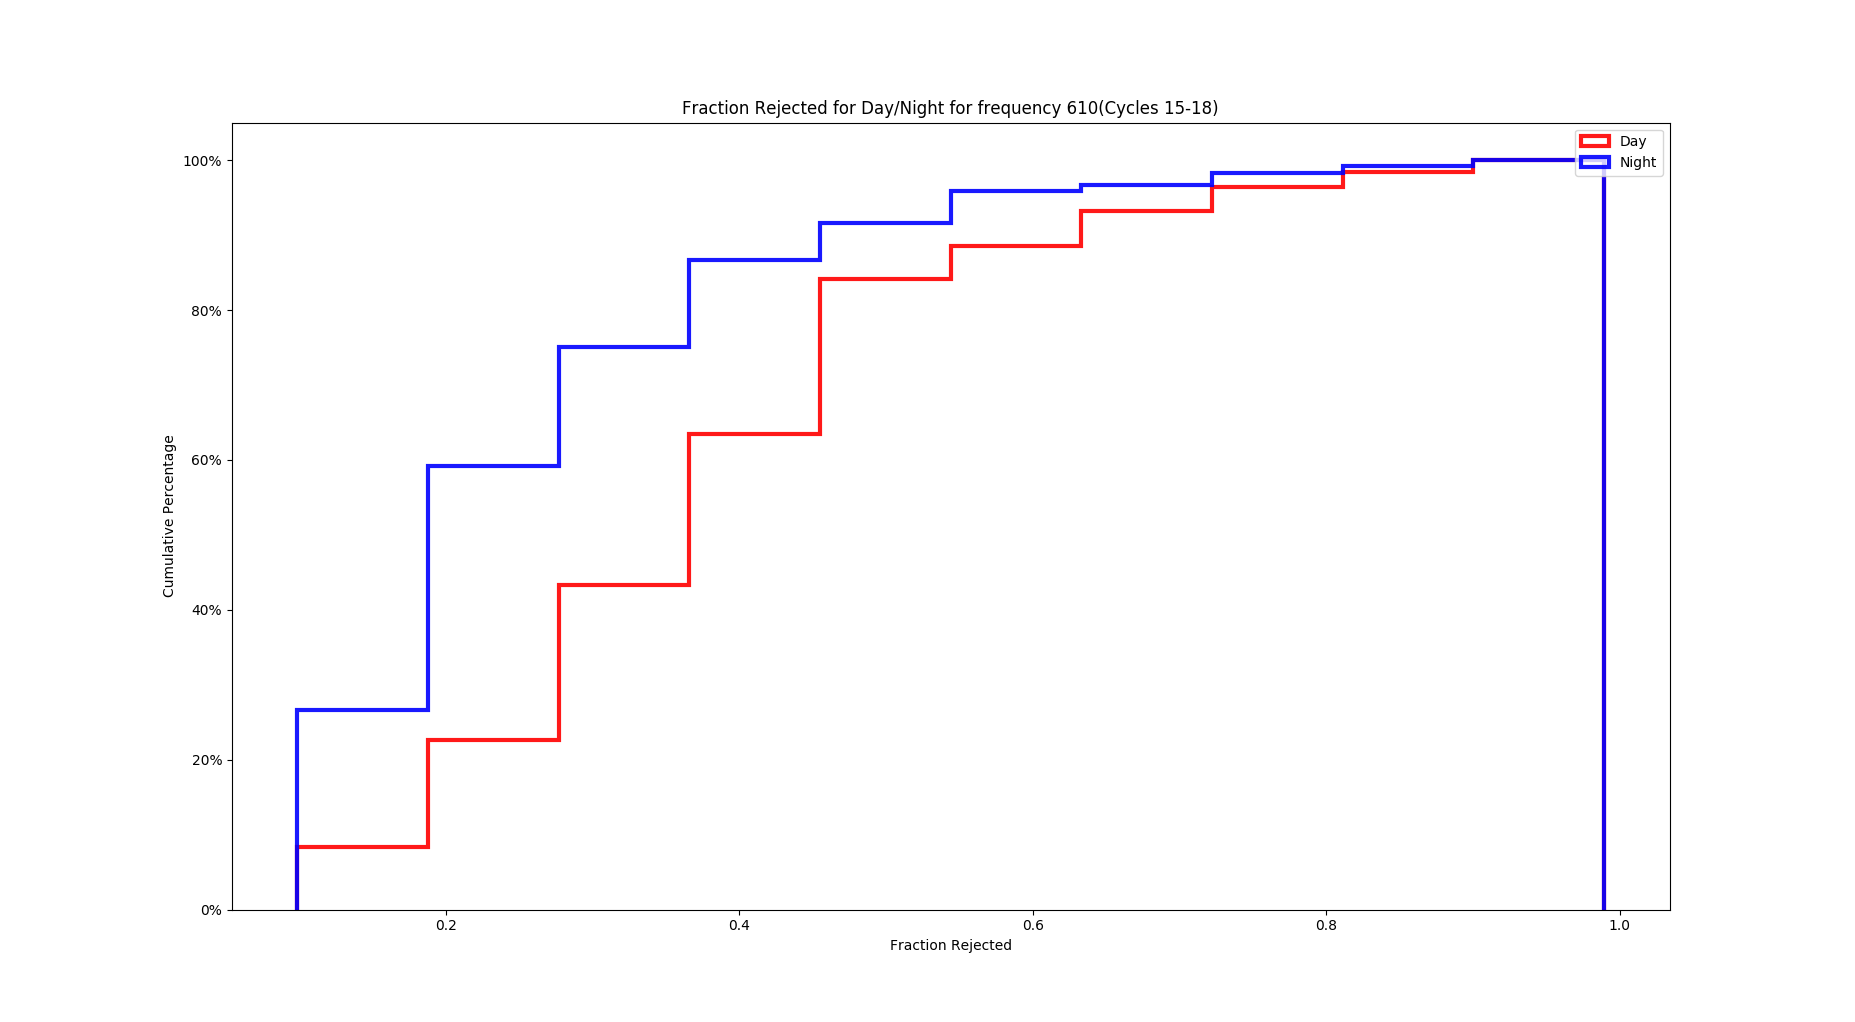 Fraction Rejected for Day/Night for frequency 610(Cycles 15-18)
Day
Night
100%
80%
60%
40%
20%
0%
Cumulative Percentage
0.2
0.4
0.6
0.8
1.0
Fraction Rejected